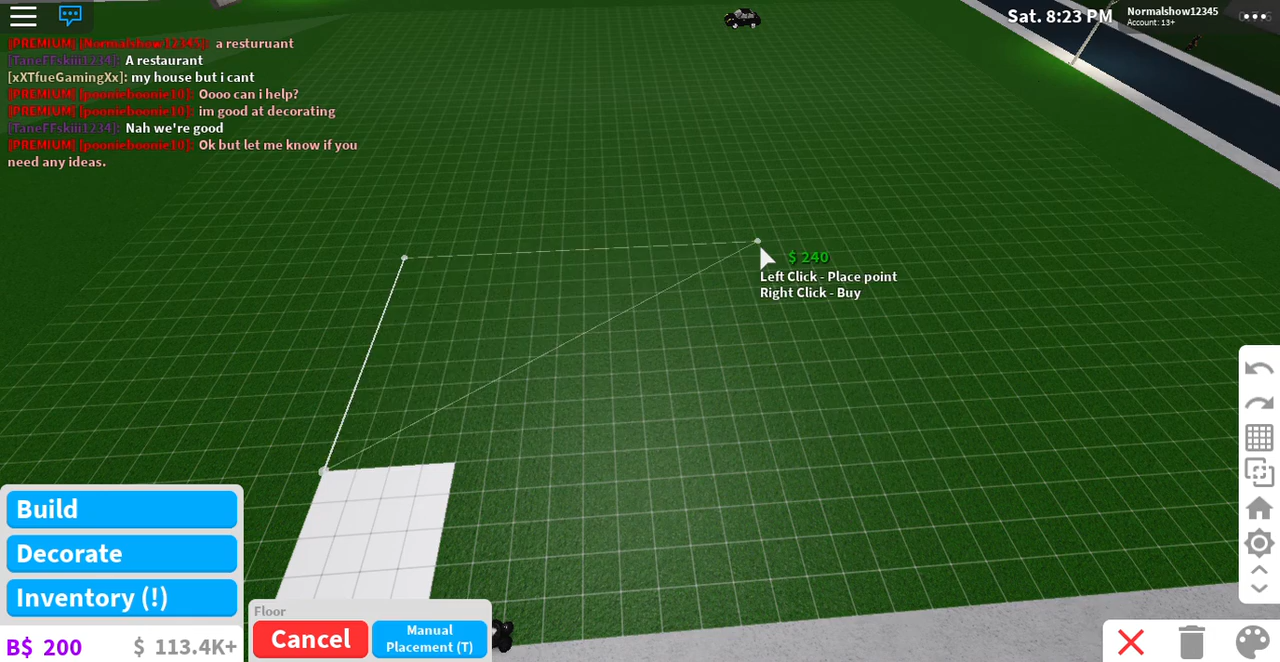 Sat. 8:23 PM
Normalshow12345
Account: 13+
[PREMIUM] [Normalshow12345]: a resturuant
[TaneFFskiii1234]: A restaurant
[xXTfueGamingXx]: my house but i cant
[PREMIUM] [poonieboonie10]: Oooo can i help?
[PREMIUM] [poonieboonie10]: im good at decorating
[TaneFFskiii1234]: Nah we're good
[PREMIUM] [poonieboonie10]: Ok but let me know if you
need any ideas.
$ 240
Left Click - Place point
Right Click - Buy
Build
Decorate
Inventory (!)
B$ 200
$ 113.4K+
Floor
Cancel
Manual
Placement (T)